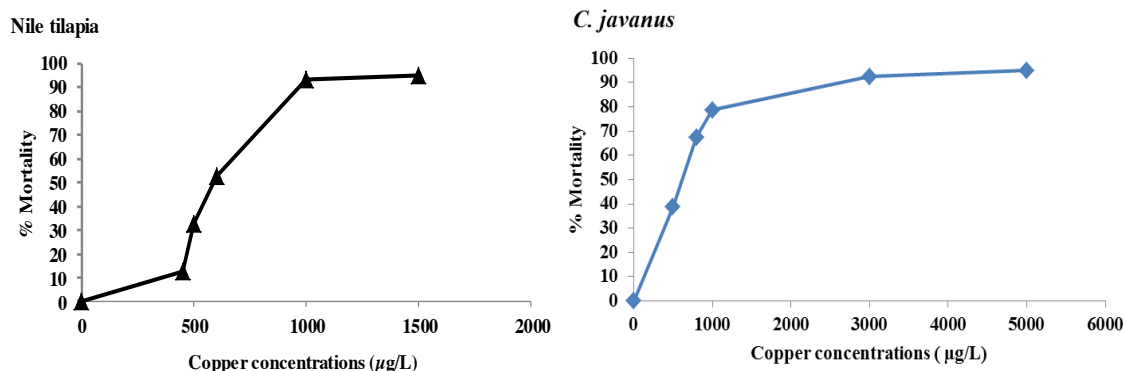 Nile tilapia
100
90
80
70
60
50
40
30
20
10
0
% Mortality
0 500 1000 1500 2000
Copper concentrations (µg/L)
C. javanus
100
90
80
70
60
50
40
30
20
10
0
% Mortality
0 1000 2000 3000 4000 5000 6000
Copper concentrations ( µg/L)